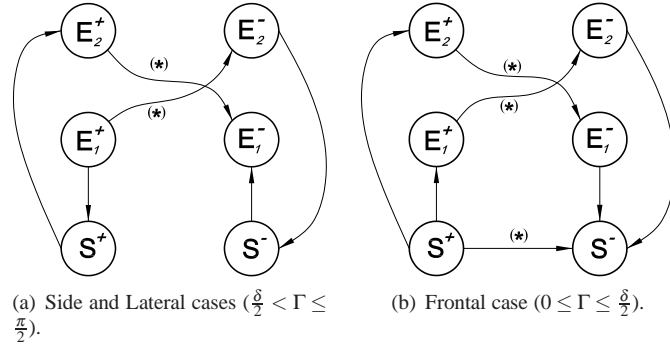 E₂⁺ E₂⁻ E₂⁺ E₂⁻
(*) (*)
(*) (*)
E₁⁺ E₁⁻ E₁⁺ E₁⁻
(*)
S⁺ S⁻ S⁺ S⁻
(a) Side and Lateral cases (δ/2 < Γ ≤
π/2).
(b) Frontal case (0 ≤ Γ ≤ δ/2).